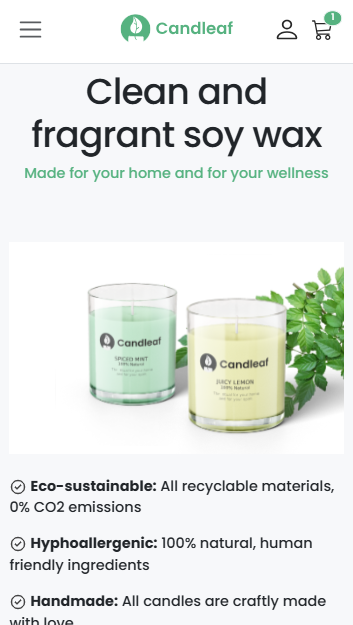 Candleaf
1
Clean and
fragrant soy wax
Made for your home and for your wellness
Candleaf
SPICED MINT
100% Natural
Candleaf
JUICY LEMON
100% Natural
Eco-sustainable: All recyclable materials,
0% CO2 emissions
Hyphoallergenic: 100% natural, human
friendly ingredients
Handmade: All candles are craftly made
with love